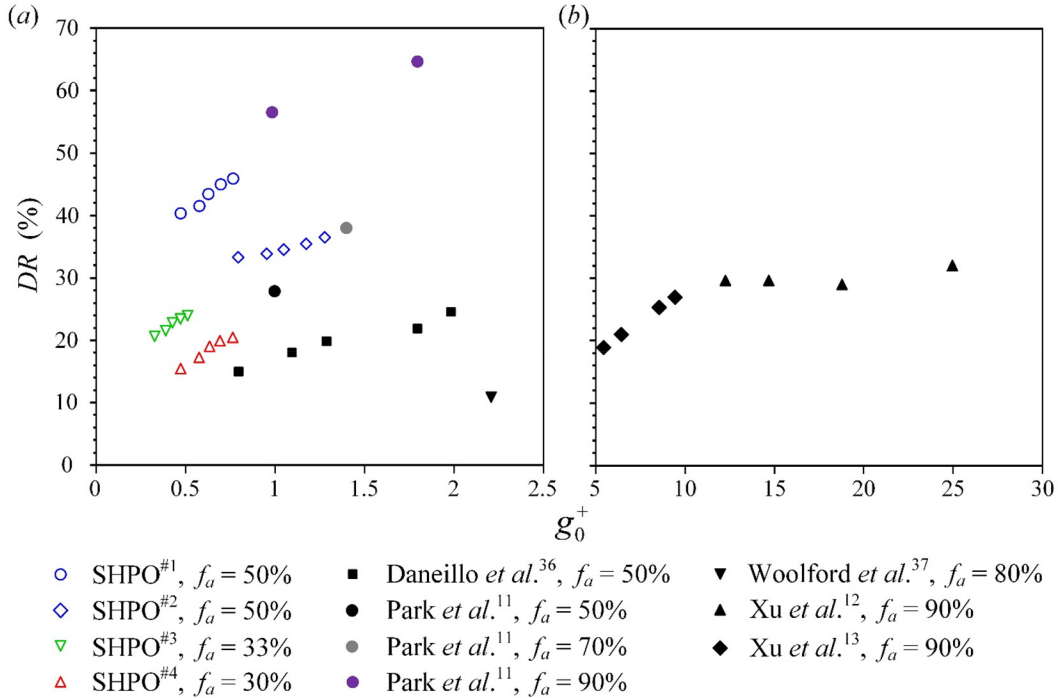 (a)
(b)
70
60
50
40
30
20
10
0
DR (%)
0 0.5 1 1.5 2 2.5
5 10 15 20 25 30
g₀⁺
SHPO#1, fa = 50%
SHPO#2, fa = 50%
SHPO#3, fa = 33%
SHPO#4, fa = 30%
Daneillo et al.36, fa = 50%
Park et al.11, fa = 50%
Park et al.11, fa = 70%
Park et al.11, fa = 90%
Woolford et al.37, fa = 80%
Xu et al.12, fa = 90%
Xu et al.13, fa = 90%